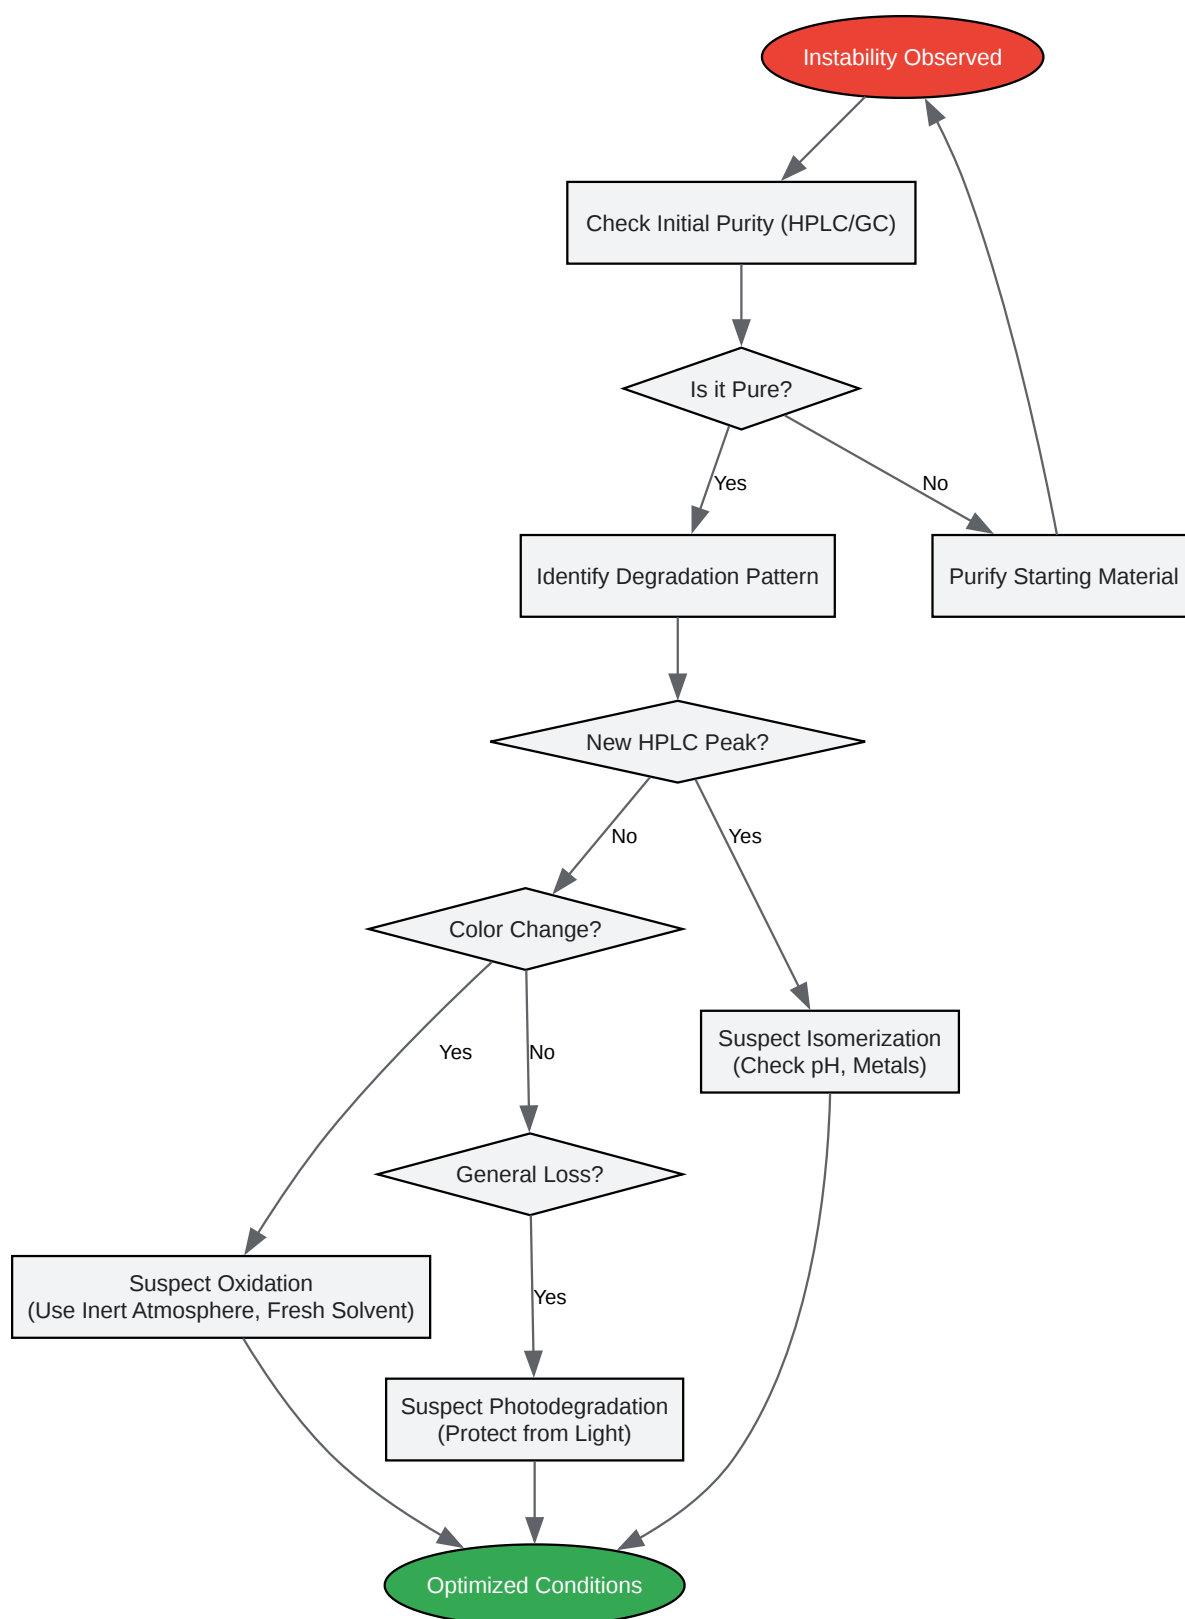 Instability Observed
Check Initial Purity (HPLC/GC)
Is it Pure?
Yes
No
Identify Degradation Pattern
Purify Starting Material
New HPLC Peak?
No
Yes
Color Change?
Suspect Isomerization
(Check pH, Metals)
Yes
No
General Loss?
Suspect Oxidation
(Use Inert Atmosphere, Fresh Solvent)
Yes
Suspect Photodegradation
(Protect from Light)
Optimized Conditions